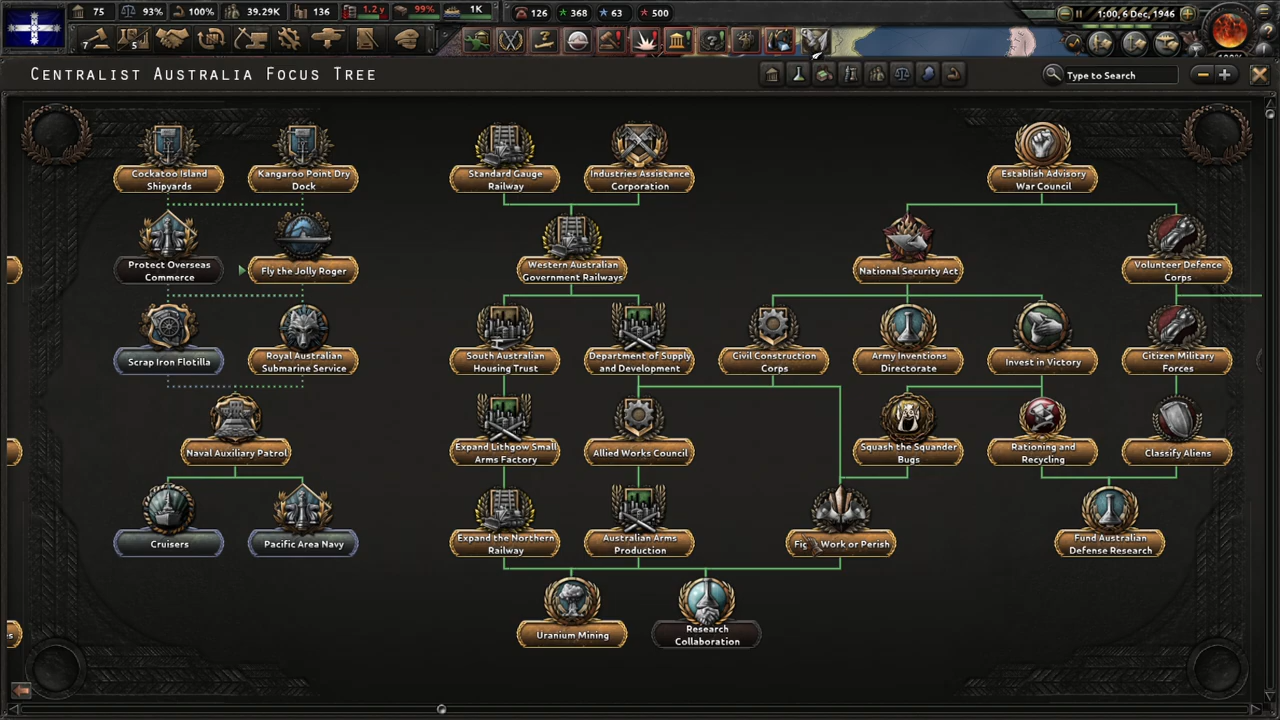 75 93% 100% 39.29K 136 1.2 y 99% 1K 126 368 63 500 1:00, 6 Dec, 1946
7 5
Centralist Australia Focus Tree
Type to Search
Cockatoo Island
Shipyards
Kangaroo Point Dry
Dock
Standard Gauge
Railway
Industries Assistance
Corporation
Establish Advisory
War Council
Protect Overseas
Commerce
Fly the Jolly Roger
Western Australian
Government Railways
National Security Act
Volunteer Defence
Corps
Scrap Iron Flotilla
Royal Australian
Submarine Service
South Australian
Housing Trust
Department of Supply
and Development
Civil Construction
Corps
Army Inventions
Directorate
Invest in Victory
Citizen Military
Forces
Naval Auxiliary Patrol
Expand Lithgow Small
Arms Factory
Allied Works Council
Squash the Squander
Bugs
Rationing and
Recycling
Classify Aliens
Cruisers
Pacific Area Navy
Expand the Northern
Railway
Australian Arms
Production
Work or Perish
Fund Australian
Defense Research
Uranium Mining
Research
Collaboration